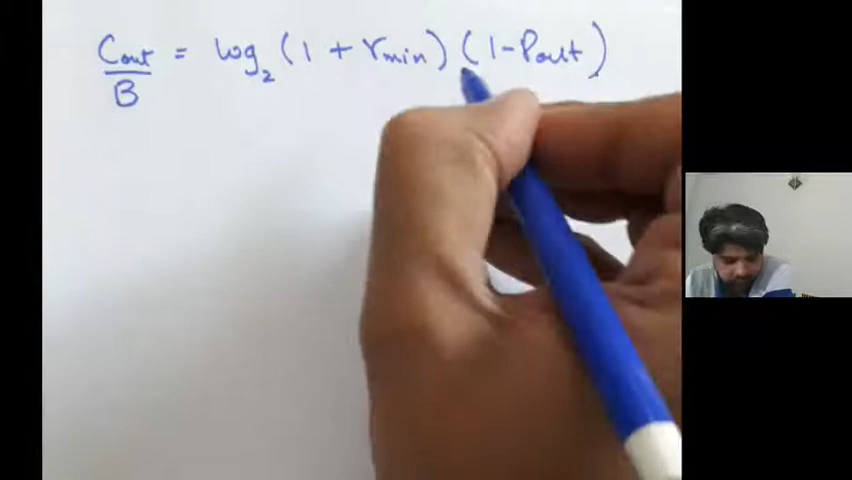 Cout/B = log₂(1 + γmin)(1-Pout)